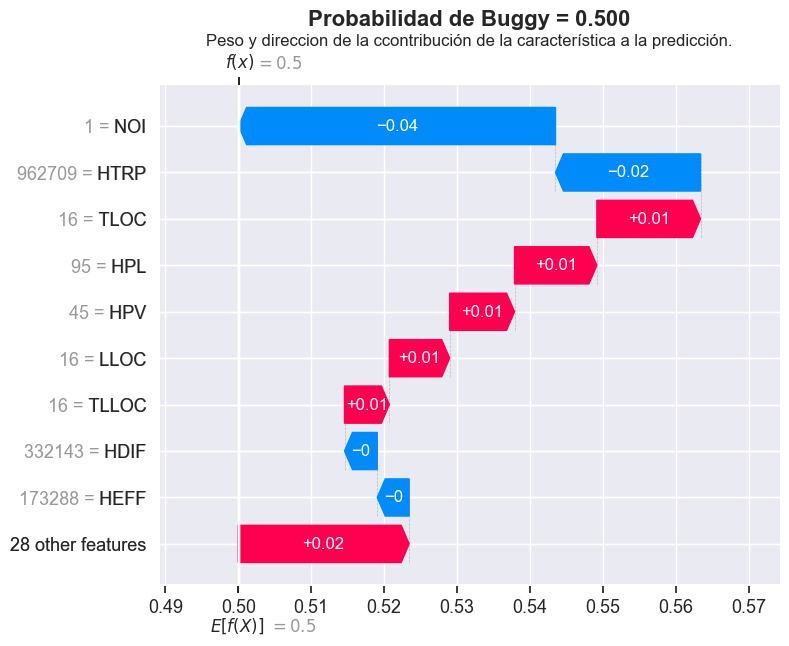 Probabilidad de Buggy = 0.500
Peso y direccion de la ccontribución de la característica a la predicción.
f(x) = 0.5
1 = NOI −0.04
962709 = HTRP −0.02
16 = TLOC +0.01
95 = HPL +0.01
45 = HPV +0.01
16 = LLOC +0.01
16 = TLLOC +0.01
332143 = HDIF −0
173288 = HEFF −0
28 other features +0.02
0.49 0.50 0.51 0.52 0.53 0.54 0.55 0.56 0.57
E[f(X)] = 0.5